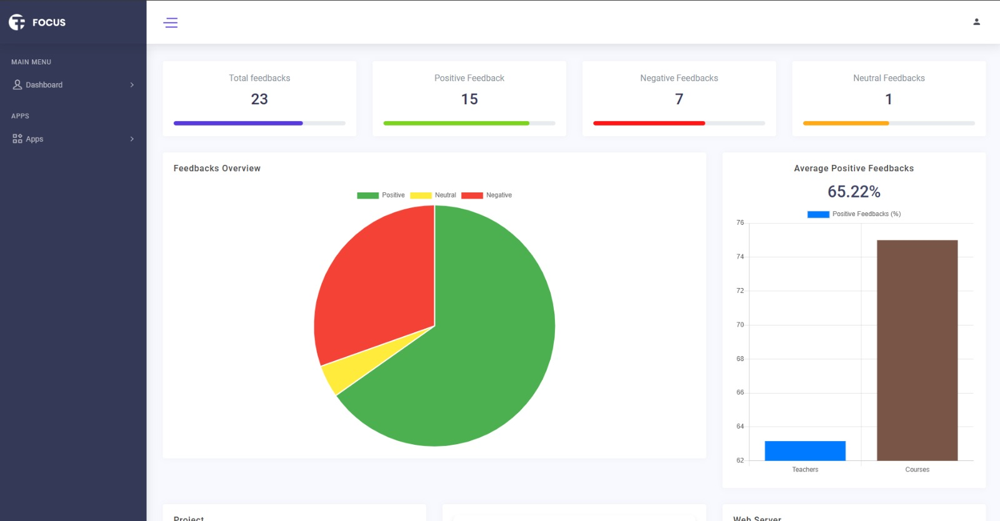 FOCUS
MAIN MENU
Dashboard
APPS
Apps
Total feedbacks
23
Positive Feedback
15
Negative Feedbacks
7
Neutral Feedbacks
1
Feedbacks Overview
Positive
Neutral
Negative
Average Positive Feedbacks
65.22%
Positive Feedbacks (%)
76
74
72
70
68
66
64
62
Teachers
Courses
Project
Web Server